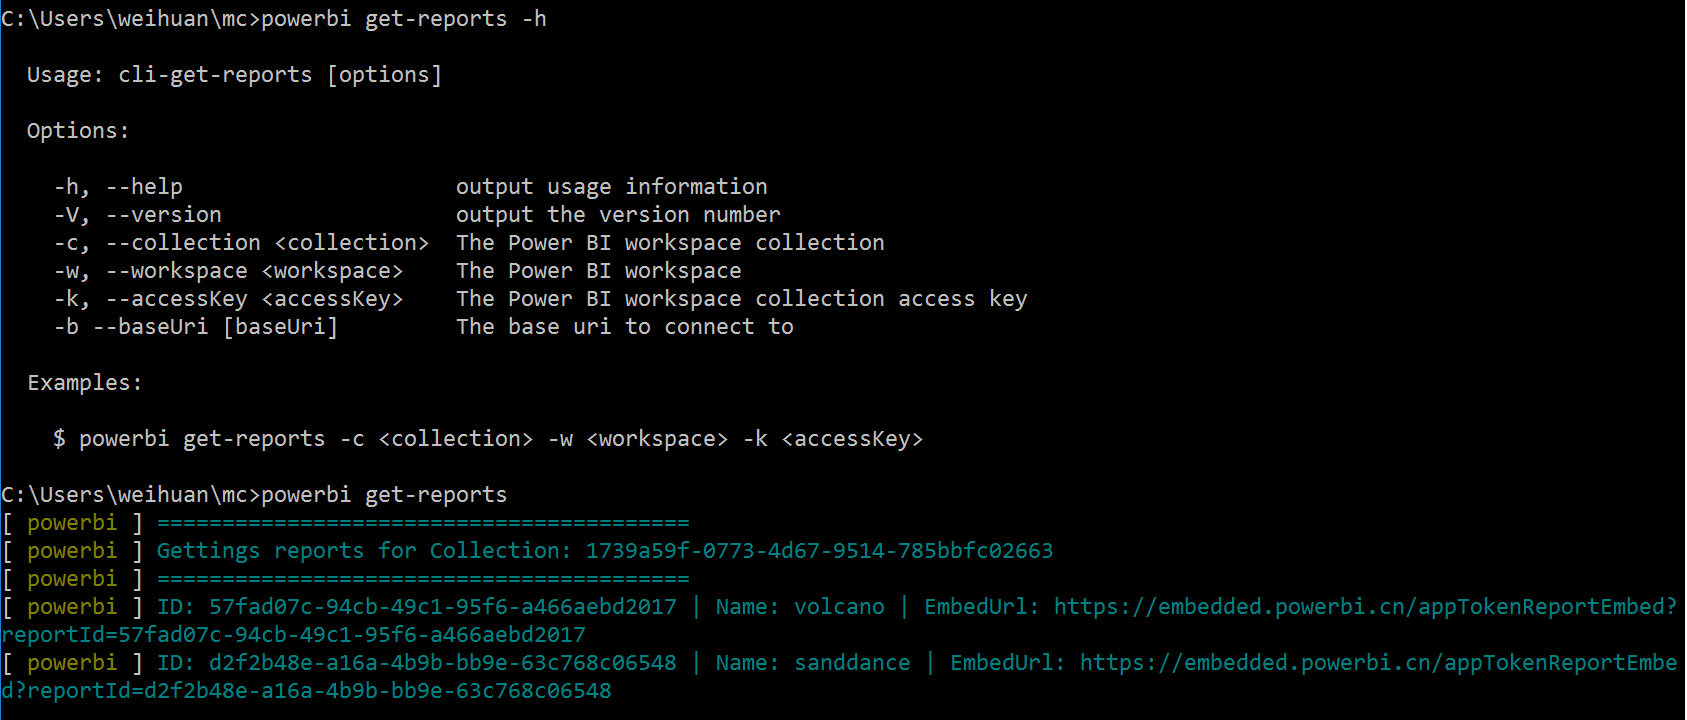 C:\Users\weihuan\mc>powerbi get-reports -h
Usage: cli-get-reports [options]
Options:
-h, --help output usage information
-V, --version output the version number
-c, --collection <collection> The Power BI workspace collection
-w, --workspace <workspace> The Power BI workspace
-k, --accessKey <accessKey> The Power BI workspace collection access key
-b --baseUri [baseUri] The base uri to connect to
Examples:
$ powerbi get-reports -c <collection> -w <workspace> -k <accessKey>
C:\Users\weihuan\mc>powerbi get-reports
[ powerbi ] =========================================
[ powerbi ] Gettings reports for Collection: 1739a59f-0773-4d67-9514-785bbfc02663
[ powerbi ] =========================================
[ powerbi ] ID: 57fad07c-94cb-49c1-95f6-a466aebd2017 | Name: volcano | EmbedUrl: https://embedded.powerbi.cn/appTokenReportEmbed?
reportId=57fad07c-94cb-49c1-95f6-a466aebd2017
[ powerbi ] ID: d2f2b48e-a16a-4b9b-bb9e-63c768c06548 | Name: sanddance | EmbedUrl: https://embedded.powerbi.cn/appTokenReportEmbe
d?reportId=d2f2b48e-a16a-4b9b-bb9e-63c768c06548